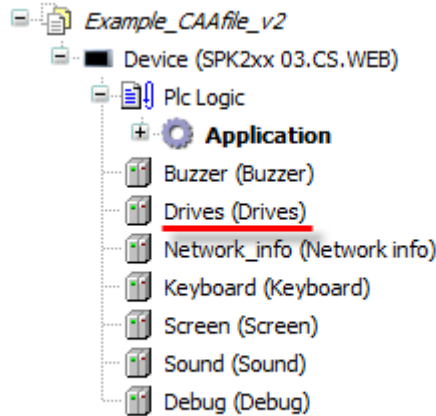 Example_CAAfile_v2
Device (SPK2xx 03.CS.WEB)
Plc Logic
Application
Buzzer (Buzzer)
Drives (Drives)
Network_info (Network info)
Keyboard (Keyboard)
Screen (Screen)
Sound (Sound)
Debug (Debug)